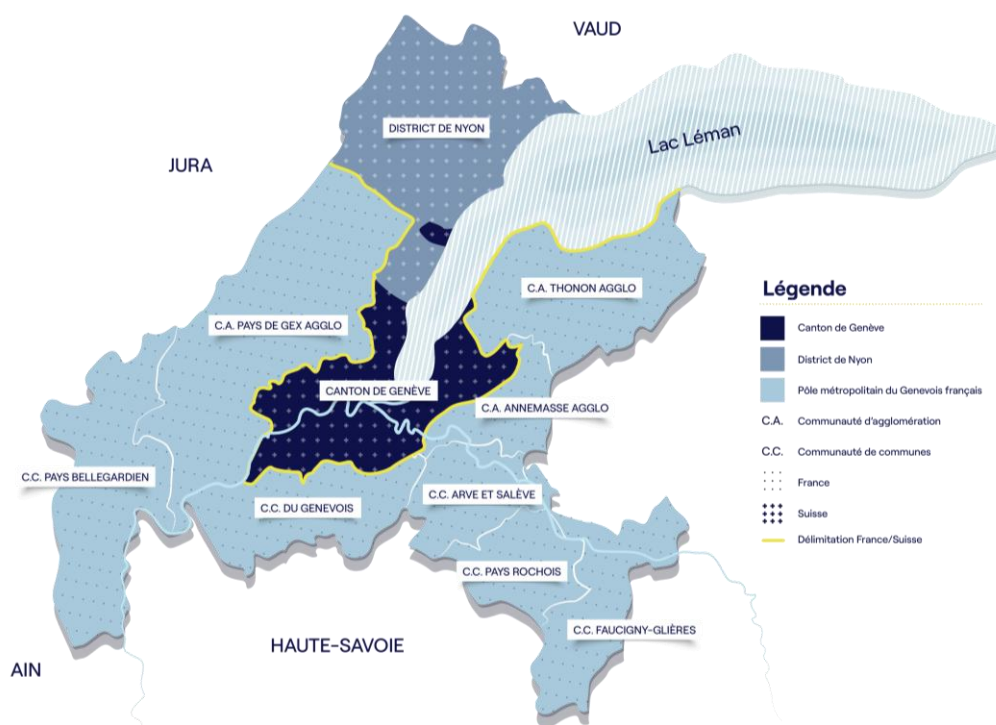 VAUD
DISTRICT DE NYON
Lac Léman
JURA
C.A. THONON AGGLO
C.A. PAYS DE GEX AGGLO
CANTON DE GENÈVE
C.A. ANNEMASSE AGGLO
C.C. PAYS BELLEGARDIEN
C.C. ARVE ET SALÈVE
C.C. DU GENEVOIS
C.C. PAYS ROCHOIS
C.C. FAUCIGNY-GLIÈRES
HAUTE-SAVOIE
AIN
Légende
Canton de Genève
District de Nyon
Pôle métropolitain du Genevois français
C.A. Communauté d'agglomération
C.C. Communauté de communes
France
Suisse
Délimitation France/Suisse